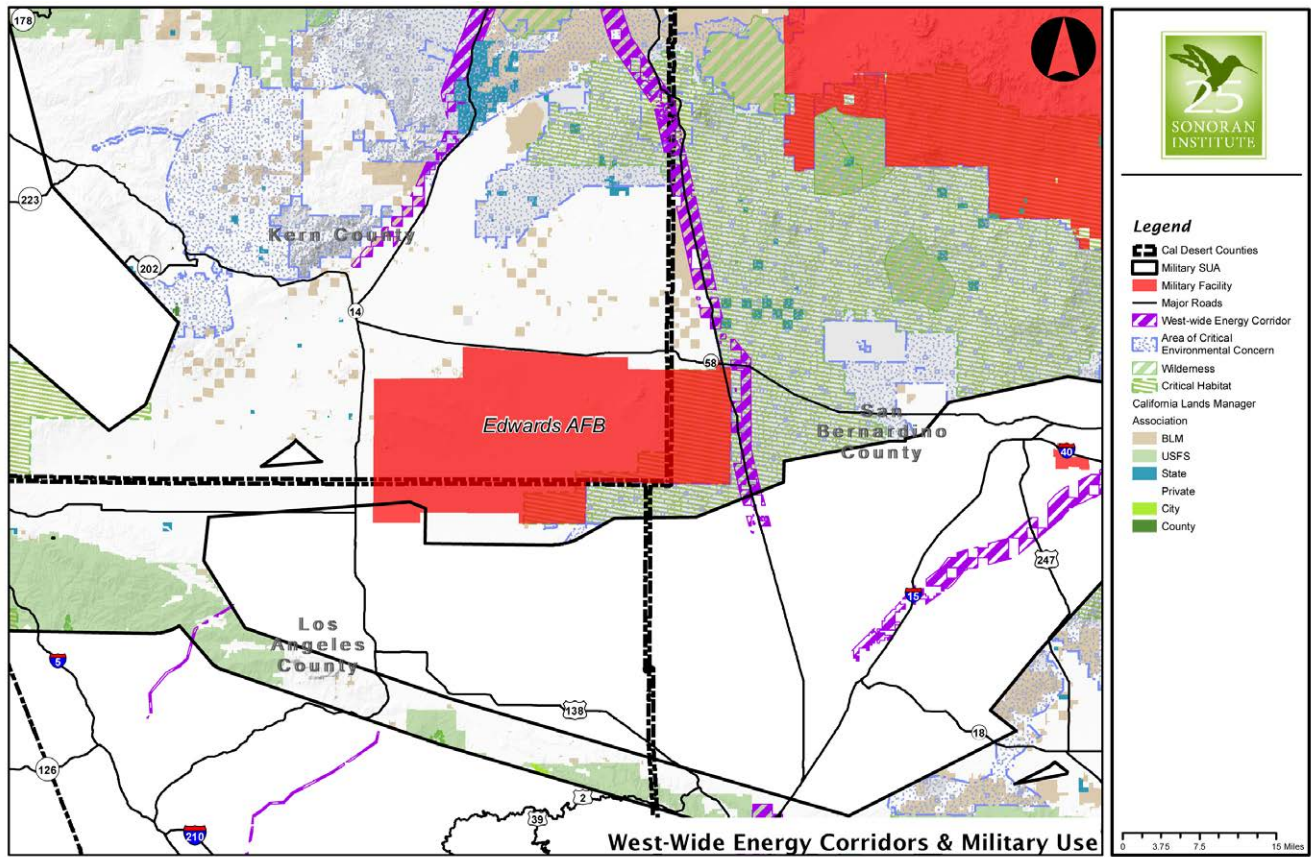 178
223
202
Kern County
14
58
Edwards AFB
San
Bernardino
County
40
247
15
Los
Angeles
County
5
138
18
126
2
39
210
West-Wide Energy Corridors & Military Use
25
SONORAN
INSTITUTE
Legend
Cal Desert Counties
Military SUA
Military Facility
Major Roads
West-wide Energy Corridor
Area of Critical
Environmental Concern
Wilderness
Critical Habitat
California Lands Manager
Association
BLM
USFS
State
Private
City
County
0 3.75 7.5 15 Miles